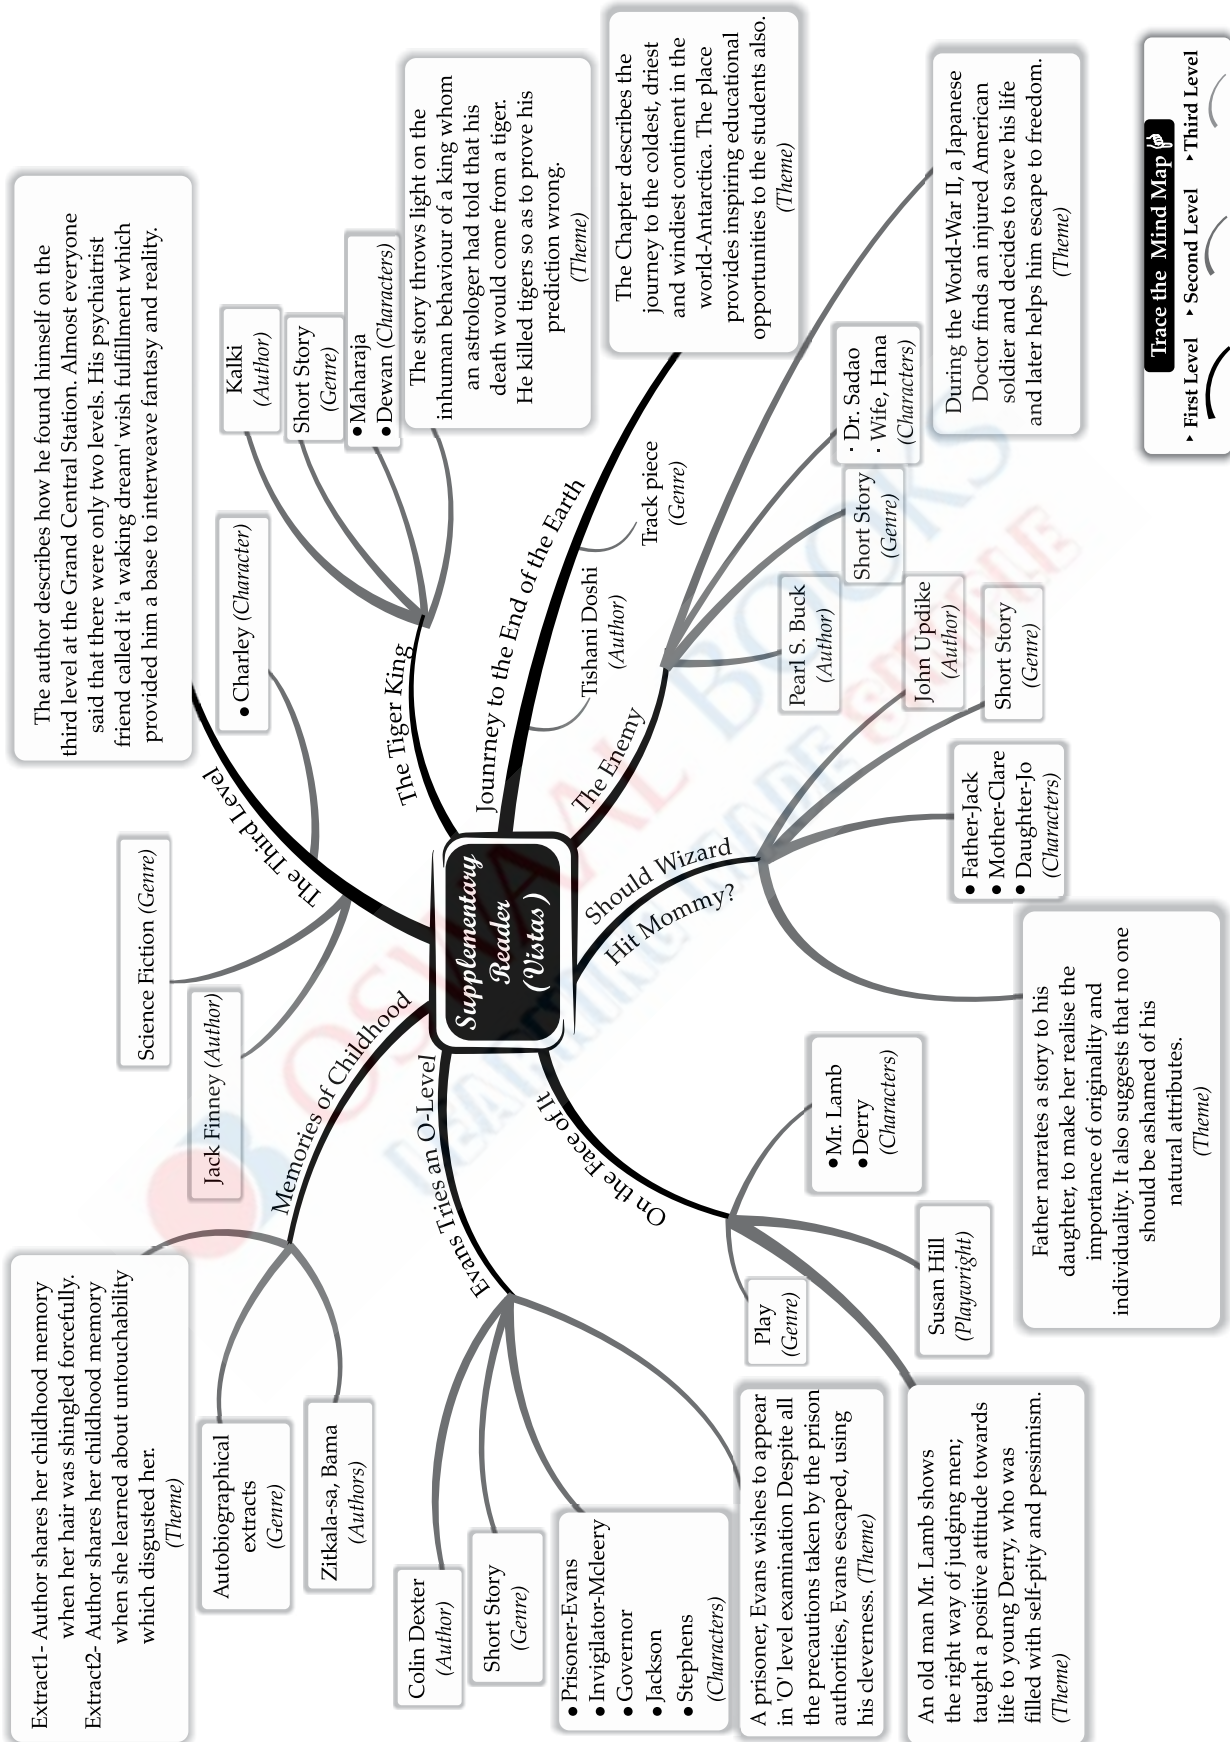 Supplementary
Reader
(Vistas)
The Third Level
The author describes how he found himself on the
third level at the Grand Central Station. Almost everyone
said that there were only two levels. His psychiatrist
friend called it 'a waking dream' wish fulfillment which
provided him a base to interweave fantasy and reality.
• Charley (Character)
Science Fiction (Genre)
Jack Finney (Author)
The Tiger King
Kalki
(Author)
Short Story
(Genre)
• Maharaja
• Dewan (Characters)
The story throws light on the
inhuman behaviour of a king whom
an astrologer had told that his
death would come from a tiger.
He killed tigers so as to prove his
prediction wrong.
(Theme)
Jounrney to the End of the Earth
The Chapter describes the
journey to the coldest, driest
and windiest continent in the
world-Antarctica. The place
provides inspiring educational
opportunities to the students also.
(Theme)
Track piece
(Genre)
Tishani Doshi
(Author)
The Enemy
During the World-War II, a Japanese
Doctor finds an injured American
soldier and decides to save his life
and later helps him escape to freedom.
(Theme)
· Dr. Sadao
· Wife, Hana
(Characters)
Short Story
(Genre)
Pearl S. Buck
(Author)
Should Wizard
Hit Mommy?
John Updike
(Author)
Short Story
(Genre)
• Father-Jack
• Mother-Clare
• Daughter-Jo
(Characters)
Father narrates a story to his
daughter, to make her realise the
importance of originality and
individuality. It also suggests that no one
should be ashamed of his
natural attributes.
(Theme)
On the Face of It
•Mr. Lamb
•Derry
(Characters)
Susan Hill
(Playwright)
Play
(Genre)
An old man Mr. Lamb shows
the right way of judging men;
taught a positive attitude towards
life to young Derry, who was
filled with self-pity and pessimism.
(Theme)
Evans Tries an O-Level
Colin Dexter
(Author)
Short Story
(Genre)
• Prisoner-Evans
• Invigilator-Mcleery
• Governor
• Jackson
• Stephens
(Characters)
A prisoner, Evans wishes to appear
in 'O' level examination Despite all
the precautions taken by the prison
authorities, Evans escaped, using
his cleverness. (Theme)
Memories of Childhood
Extract1- Author shares her childhood memory
when her hair was shingled forcefully.
Extract2- Author shares her childhood memory
when she learned about untouchability
which disgusted her.
(Theme)
Autobiographical
extracts
(Genre)
Zitkala-sa, Bama
(Authors)
Trace the Mind Map
First Level
Second Level
Third Level
OSWAAL BOOKS
LEARNING MADE SIMPLE